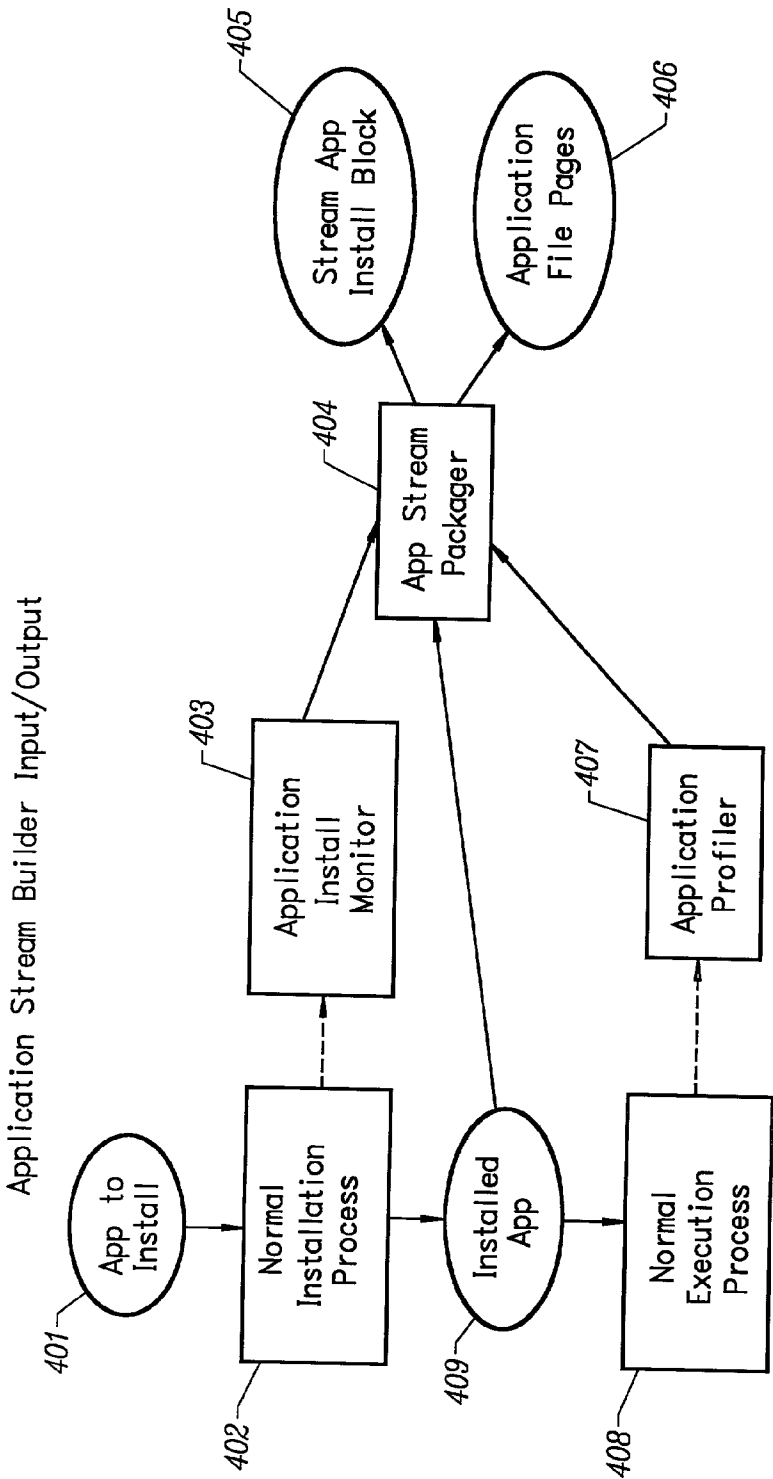 Application Stream Builder Input/Output
401
App to
Install
402
Normal
Installation
Process
403
Application
Install
Monitor
404
App Stream
Packager
405
Stream App
Install Block
406
Application
File Pages
409
Installed
App
407
Application
Profiler
408
Normal
Execution
Process